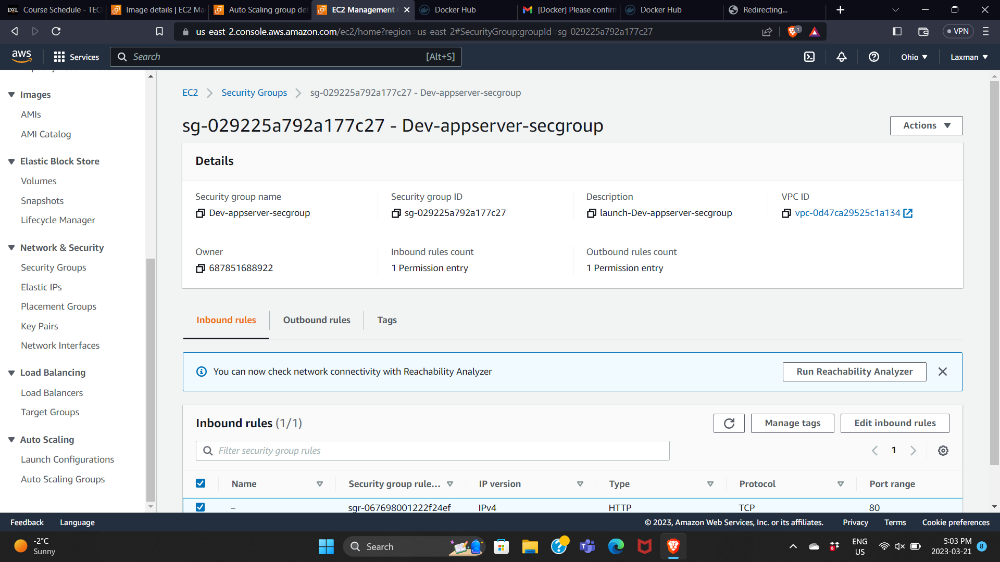 D2L Course Schedule - TEC
Image details | EC2 Ma
Auto Scaling group det
EC2 Management
Docker Hub
[Docker] Please confirm
Docker Hub
Redirecting...
us-east-2.console.aws.amazon.com/ec2/home?region=us-east-2#SecurityGroup:groupId=sg-029225a792a177c27
1
VPN
aws
Services
Search [Alt+S]
Ohio
Laxman
Images
AMIs
AMI Catalog
Elastic Block Store
Volumes
Snapshots
Lifecycle Manager
Network & Security
Security Groups
Elastic IPs
Placement Groups
Key Pairs
Network Interfaces
Load Balancing
Load Balancers
Target Groups
Auto Scaling
Launch Configurations
Auto Scaling Groups
EC2 Security Groups sg-029225a792a177c27 - Dev-appserver-secgroup
sg-029225a792a177c27 - Dev-appserver-secgroup
Actions
Details
Security group name
Dev-appserver-secgroup
Security group ID
sg-029225a792a177c27
Description
launch-Dev-appserver-secgroup
VPC ID
vpc-0d47ca29525c1a134
Owner
687851688922
Inbound rules count
1 Permission entry
Outbound rules count
1 Permission entry
Inbound rules
Outbound rules
Tags
You can now check network connectivity with Reachability Analyzer
Run Reachability Analyzer
Inbound rules (1/1)
Manage tags
Edit inbound rules
Filter security group rules
1
Name Security group rule... IP version Type Protocol Port range
– sgr-067698001222f24ef IPv4 HTTP TCP 80
Feedback Language
© 2023, Amazon Web Services, Inc. or its affiliates. Privacy Terms Cookie preferences
-2°C
Sunny
Search
ENG
US
5:03 PM
2023-03-21
8